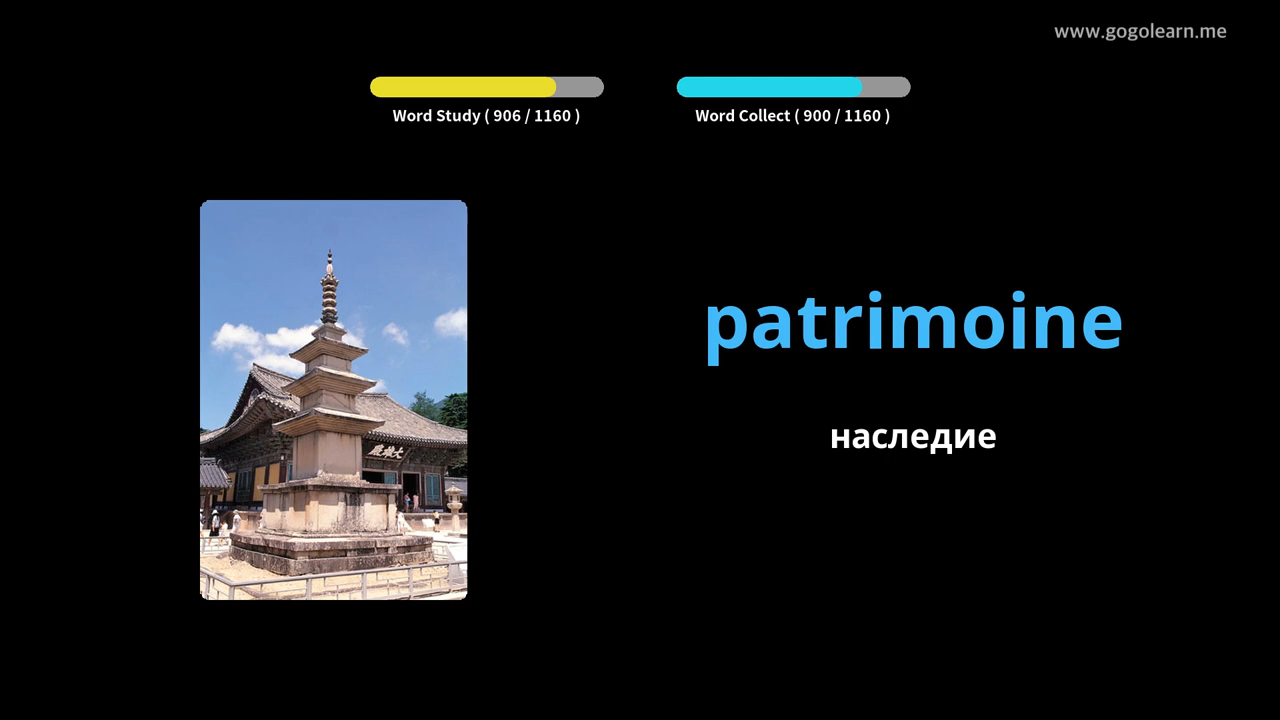 www.gogolearn.me
Word Study ( 906 / 1160 )
Word Collect ( 900 / 1160 )
patrimoine
наследие